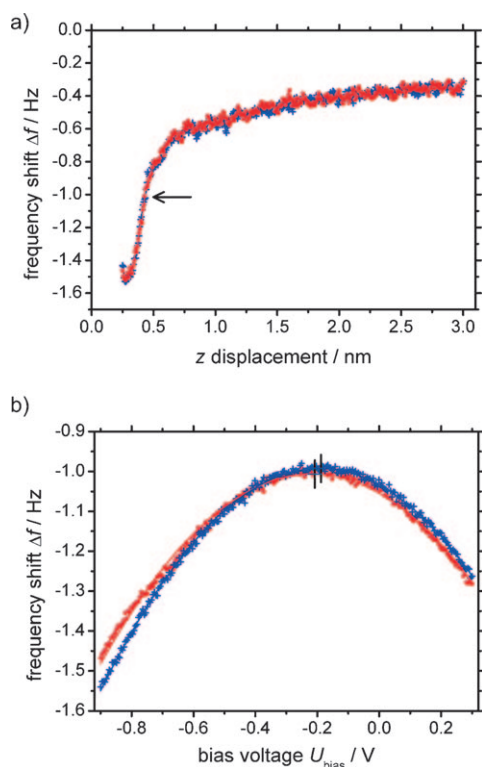 a)
0.0
-0.2
-0.4
-0.6
-0.8
-1.0
-1.2
-1.4
-1.6
frequency shift Δf / Hz
0.0 0.5 1.0 1.5 2.0 2.5 3.0
z displacement / nm
b)
-0.9
-1.0
-1.1
-1.2
-1.3
-1.4
-1.5
-1.6
frequency shift Δf / Hz
-0.8 -0.6 -0.4 -0.2 0.0 0.2
bias voltage U_bias / V